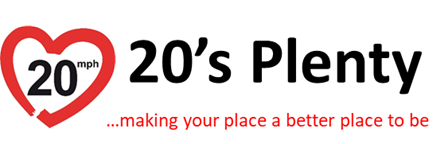 20 mph
20's Plenty
...making your place a better place to be